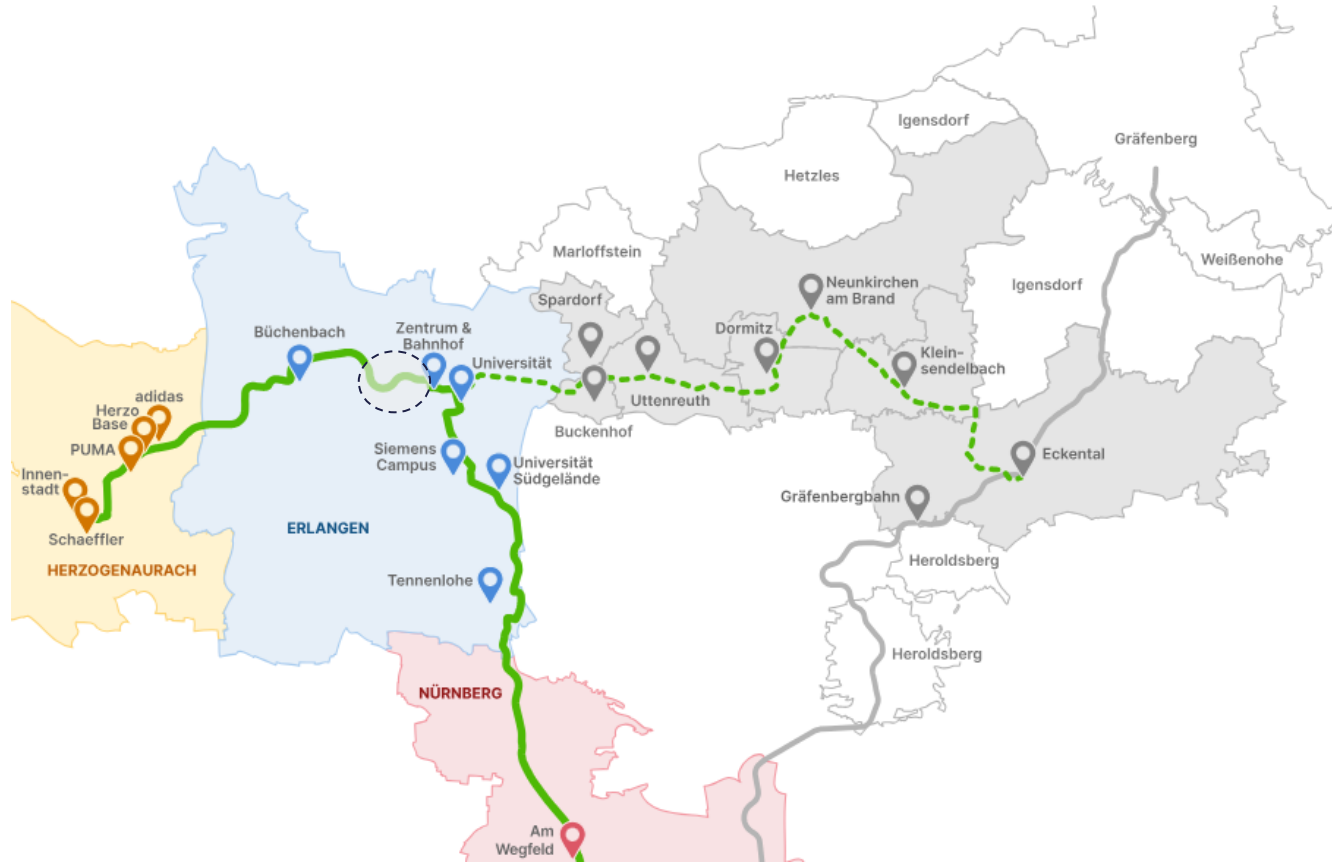 Igensdorf
Gräfenberg
Hetzles
Marloffstein
Weißenohe
Igensdorf
Neunkirchen
am Brand
Spardorf
Zentrum &
Bahnhof
Büchenbach
Dormitz
Universität
Klein-
sendelbach
adidas
Herzo
Base
Uttenreuth
Buckenhof
PUMA
Siemens
Campus
Eckental
Universität
Südgelände
Innen-
stadt
Gräfenbergbahn
ERLANGEN
Schaeffler
HERZOGENAURACH
Heroldsberg
Tennenlohe
Heroldsberg
NÜRNBERG
Am
Wegfeld